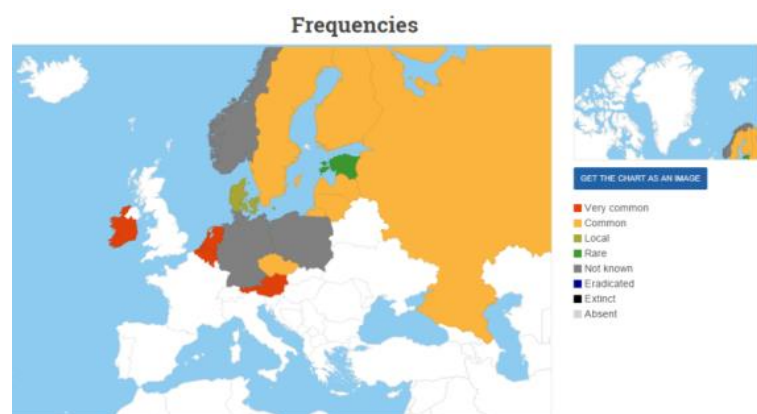 Frequencies
GET THE CHART AS AN IMAGE
Very common
Common
Local
Rare
Not known
Eradicated
Extinct
Absent